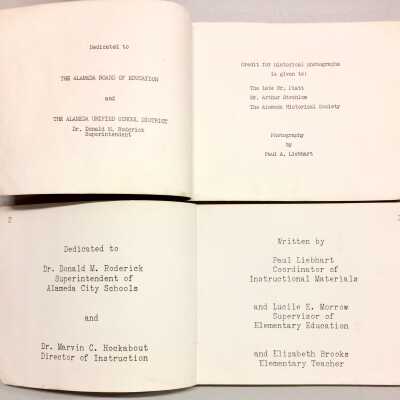 Dedicated to
THE ALAMEDA BOARD OF EDUCATION
and
THE ALAMEDA UNIFIED SCHOOL DISTRICT
Dr. Donald M. Roderick
Superintendent
Credit for historical photographs
is given to:
The late Dr.
Mr. Arthur
The Alameda Historical Society
Photography
by
Paul A. Liebhart
2
Dedicated to
Dr. Donald M. Roderick
Superintendent of
Alameda City Schools
and
Dr. Marvin C. Hockabout
Director of Instruction
Written by
Paul Liebhart
Coordinator of
Instructional Materials
and Lucile E. Morrow
Supervisor of
Elementary Education
and Elizabeth Brooks
Elementary Teacher